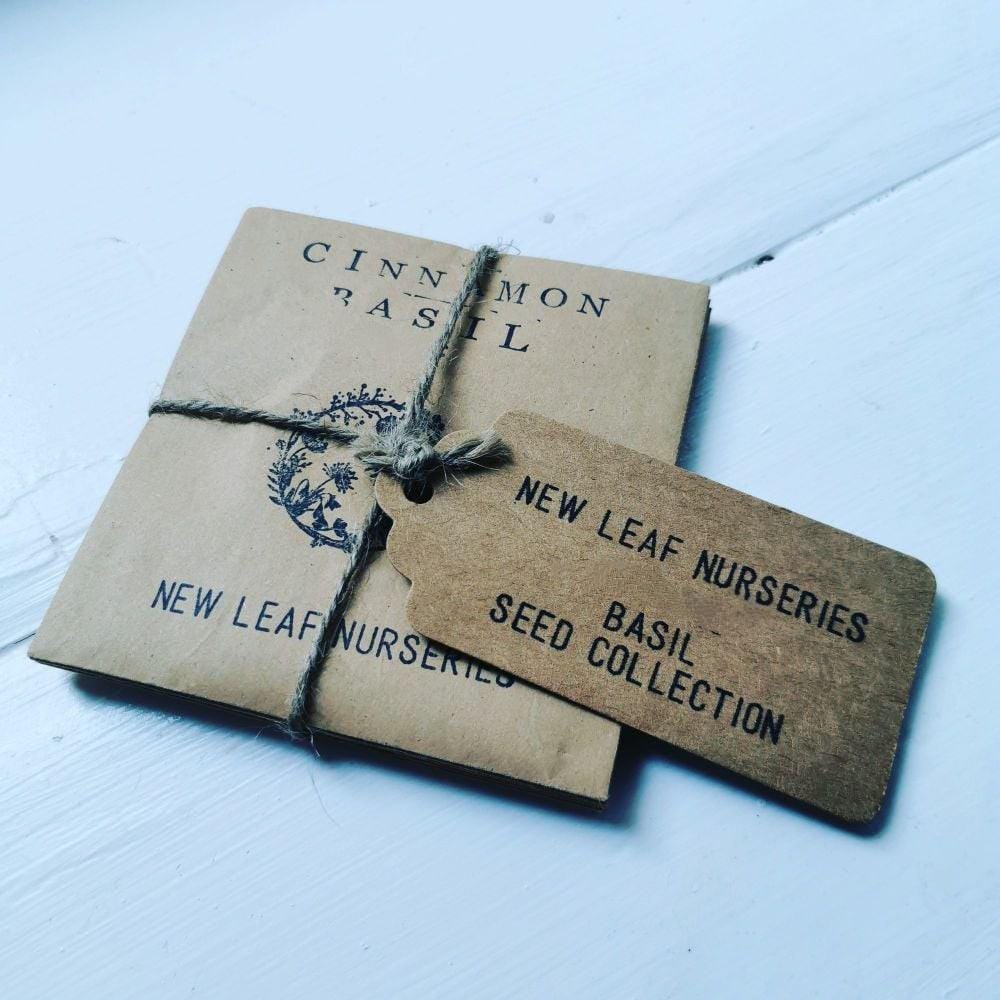 CINNAMON
BASIL
NEW LEAF NURSERIES
NEW LEAF NURSERIES
BASIL
SEED COLLECTION